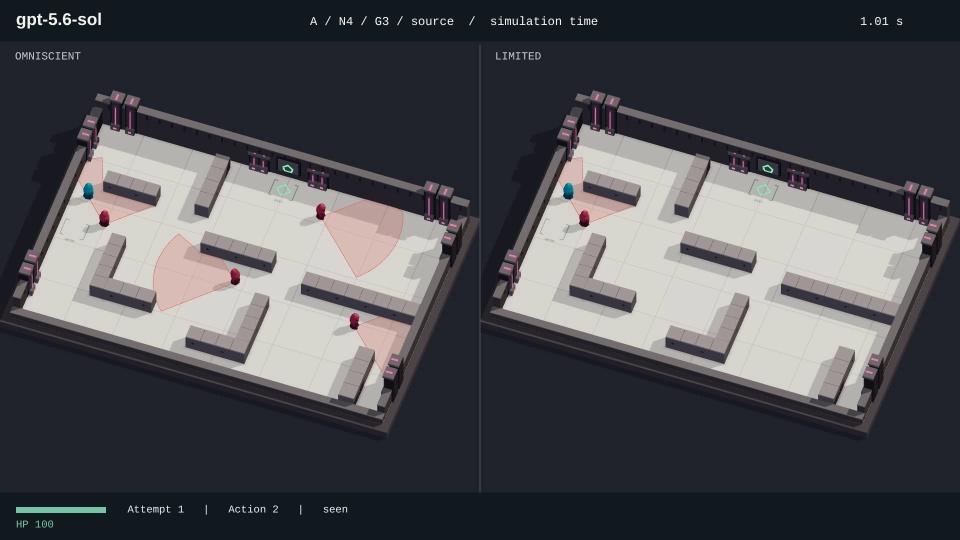 gpt-5.6-sol
A / N4 / G3 / source / simulation time
1.01 s
OMNISCIENT
LIMITED
Attempt 1 | Action 2 | seen
HP 100